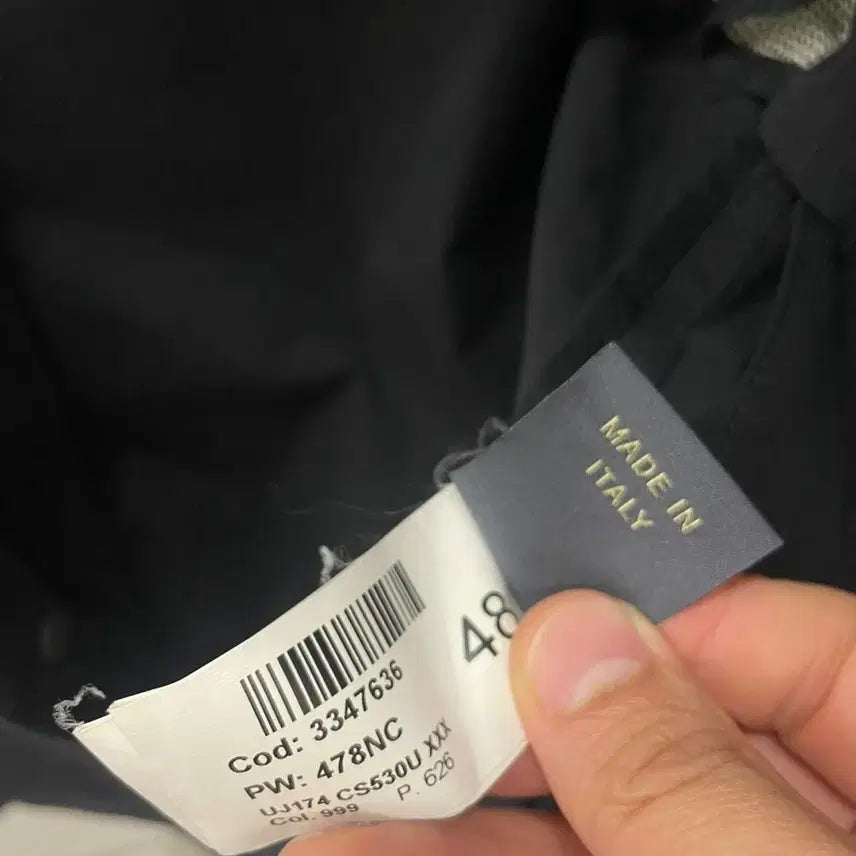 MADE IN
ITALY
48
Cod: 3347636
PW: 478NC
UJ174 CS530U XXX
Col. 999 P. 626